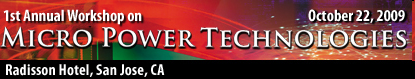 1st Annual Workshop on October 22, 2009
MICRO POWER TECHNOLOGIES
Radisson Hotel, San Jose, CA